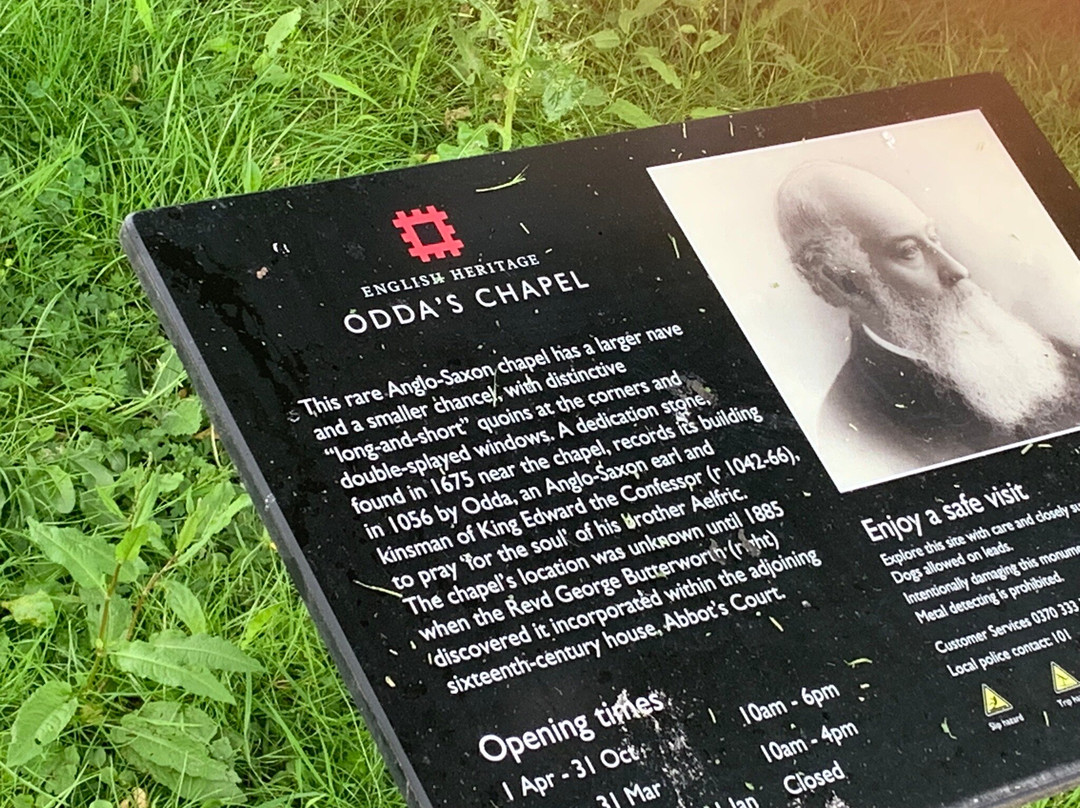 ENGLISH HERITAGE
ODDA'S CHAPEL
This rare Anglo-Saxon chapel has a larger nave
and a smaller chancel, with distinctive
"long-and-short" quoins at the corners and
double-splayed windows. A dedication stone,
found in 1675 near the chapel, records its building
in 1056 by Odda, an Anglo-Saxon earl and
kinsman of King Edward the Confessor (r 1042-66),
to pray 'for the soul' of his brother Aelfric.
The chapel's location was unknown until 1885
when the Revd George Butterworth (right)
discovered it incorporated within the adjoining
sixteenth-century house, Abbot's Court.
Opening times
1 Apr - 31 Oct 10am - 6pm
31 Mar 10am - 4pm
Jan Closed
Enjoy a safe visit
Explore this site with care and closely
Dogs allowed on leads.
Intentionally damaging this
Metal detecting is prohibited.
Customer Services 0370 333
Local police contact: 101
Slip hazard
Trip